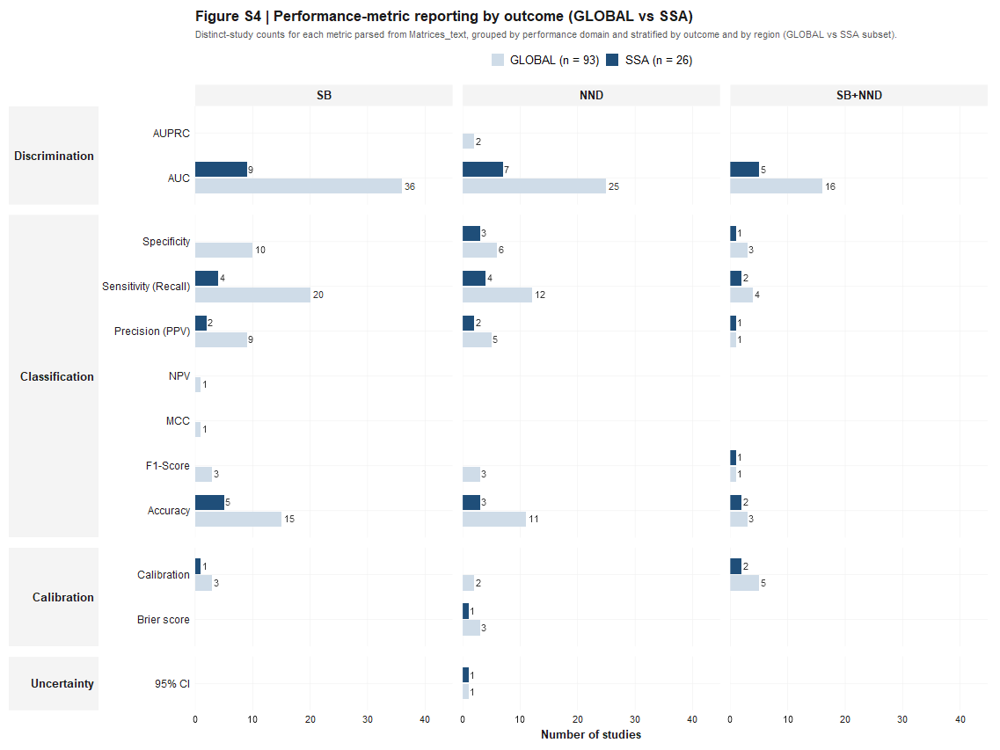 Figure S4 | Performance-metric reporting by outcome (GLOBAL vs SSA)
Distinct-study counts for each metric parsed from Matrices_text, grouped by performance domain and stratified by outcome and by region (GLOBAL vs SSA subset).
GLOBAL (n = 93) SSA (n = 26)
SB NND SB+NND
Discrimination
AUPRC 2
AUC 9 36 7 25 5 16
Classification
Specificity 10 3 6 1 3
Sensitivity (Recall) 4 20 4 12 2 4
Precision (PPV) 2 9 2 5 1 1
NPV 1
MCC 1
F1-Score 3 3 1 1
Accuracy 5 15 3 11 2 3
Calibration
Calibration 1 3 2 2 5
Brier score 1 3
Uncertainty
95% CI 1 1
0 10 20 30 40 0 10 20 30 40 0 10 20 30 40
Number of studies